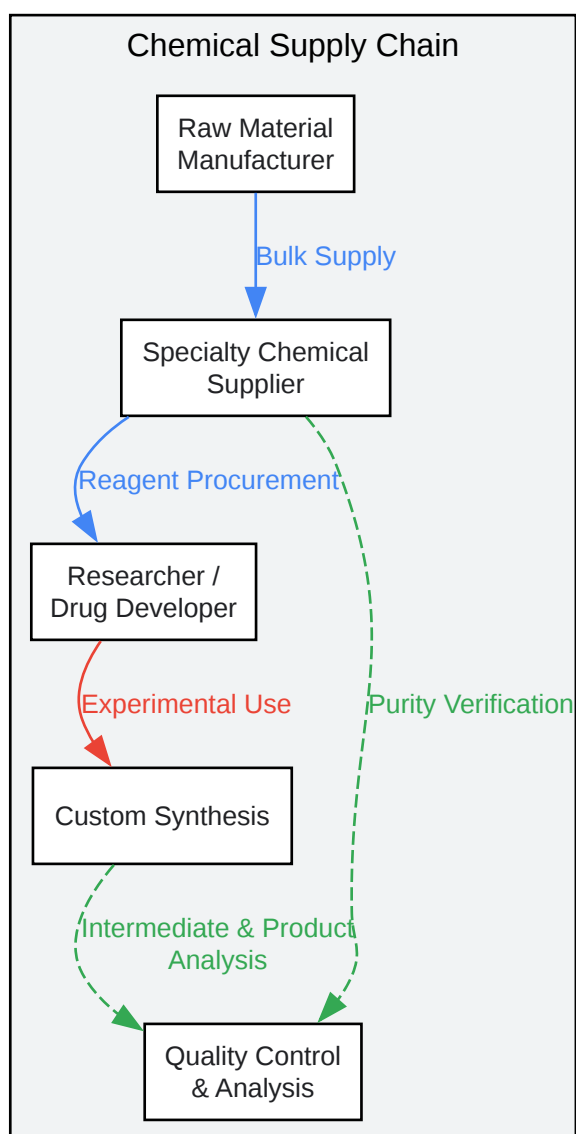 Chemical Supply Chain
Raw Material
Manufacturer
Bulk Supply
Specialty Chemical
Supplier
Reagent Procurement
Researcher /
Drug Developer
Experimental Use
Purity Verification
Custom Synthesis
Intermediate & Product
Analysis
Quality Control
& Analysis